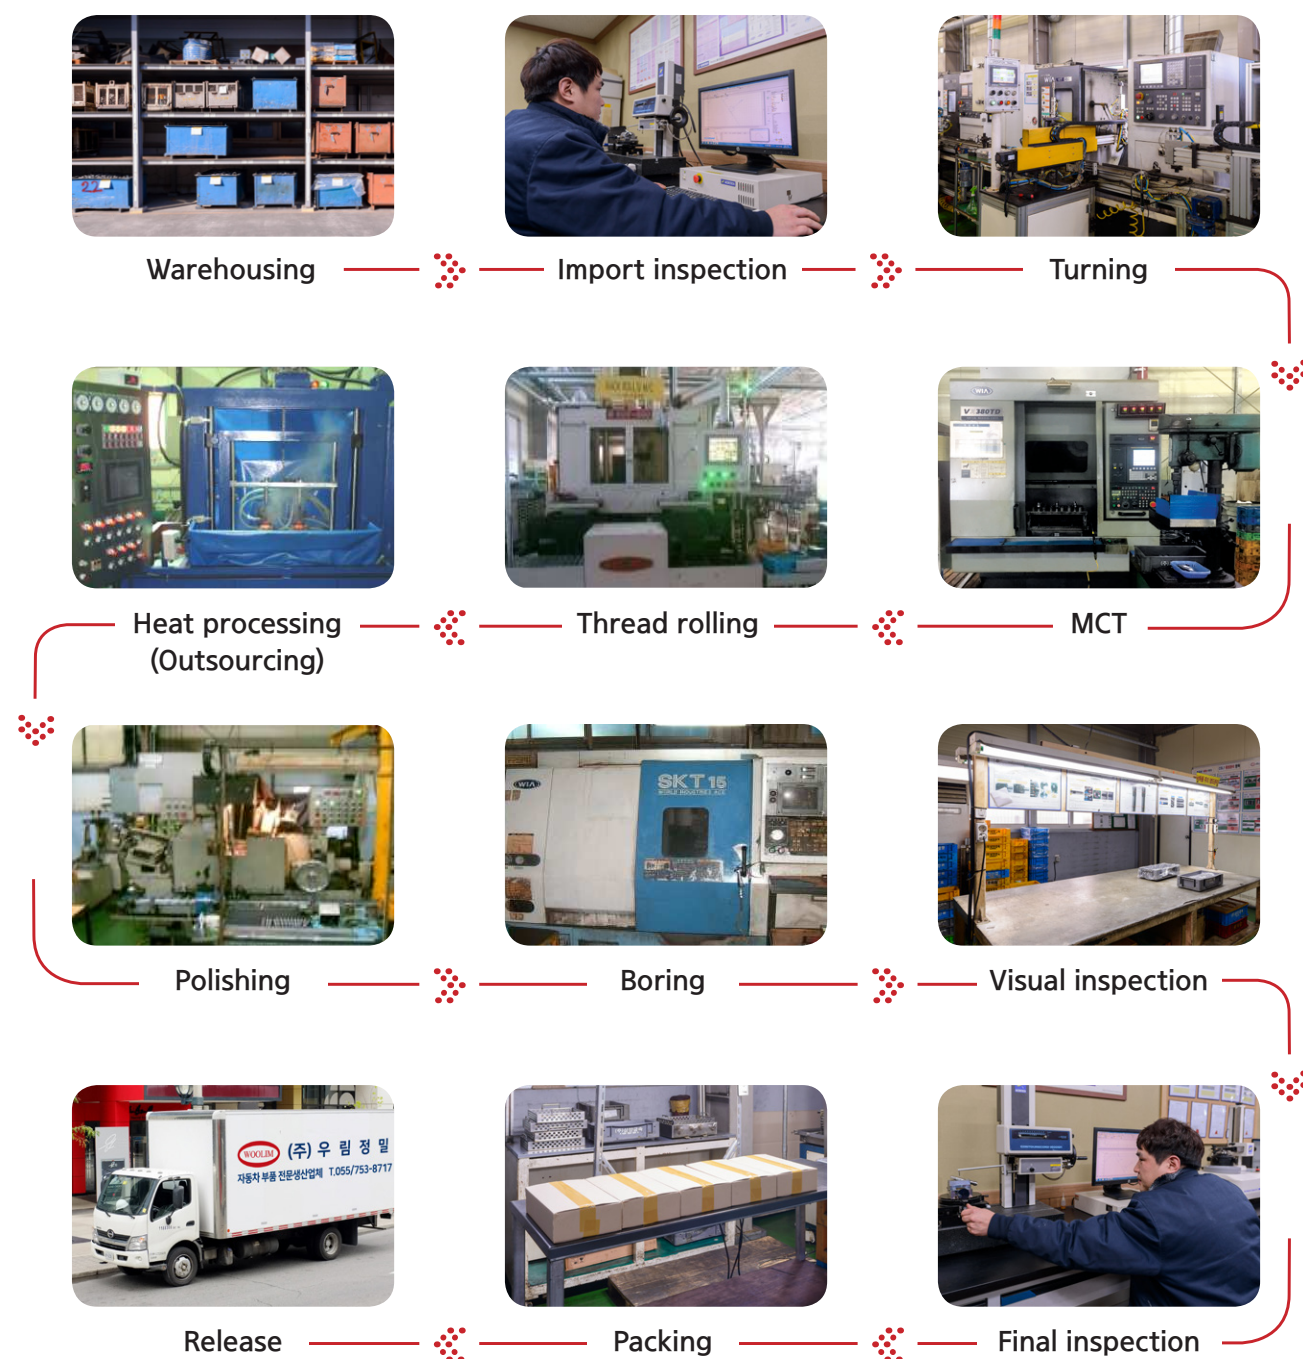 22
Warehousing
Import inspection
Turning
WIA
MCT
Thread rolling
Heat processing
(Outsourcing)
WIA
SKT 15
Polishing
Boring
Visual inspection
WOOLIM
(주) 우 림 정 밀
자동차 부품 전문생산업체 T.055/753-8717
Release
Packing
Final inspection